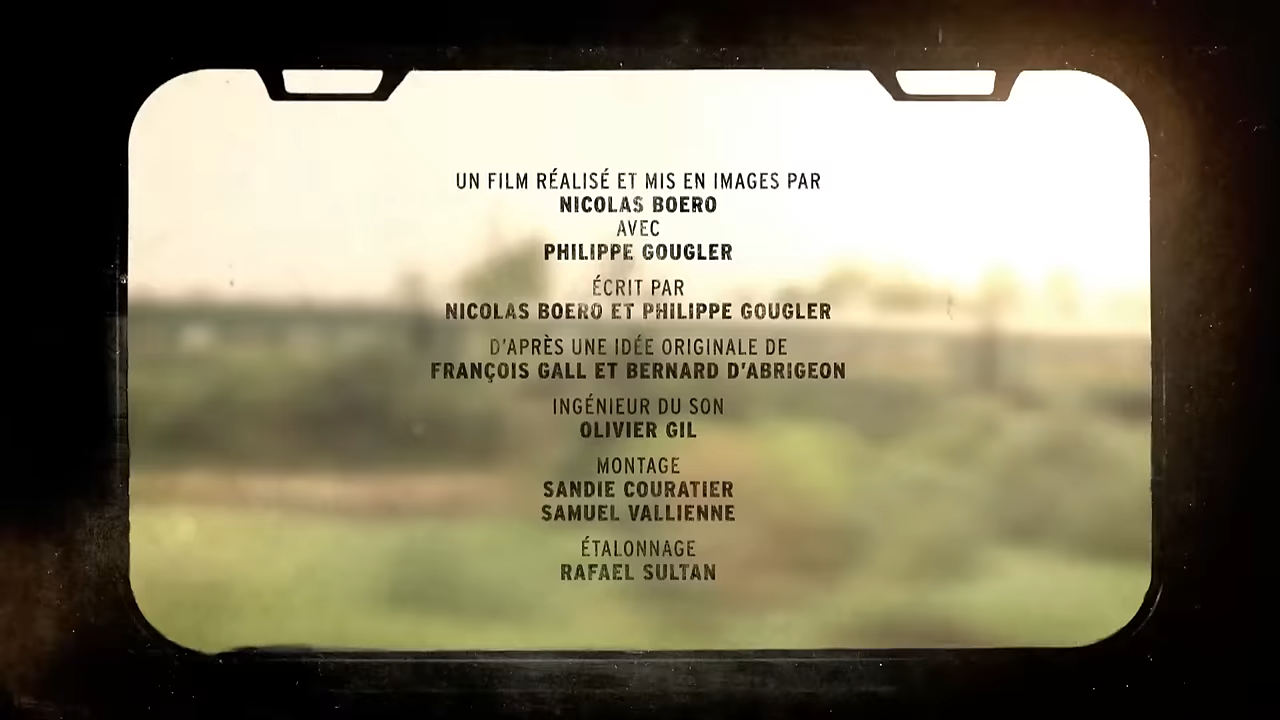 UN FILM RÉALISÉ ET MIS EN IMAGES PAR
NICOLAS BOERO
AVEC
PHILIPPE GOUGLER
ÉCRIT PAR
NICOLAS BOERO ET PHILIPPE GOUGLER
D'APRÈS UNE IDÉE ORIGINALE DE
FRANÇOIS GALL ET BERNARD D'ABRIGEON
INGÉNIEUR DU SON
OLIVIER GIL
MONTAGE
SANDIE COURATIER
SAMUEL VALLIENNE
ÉTALONNAGE
RAFAEL SULTAN